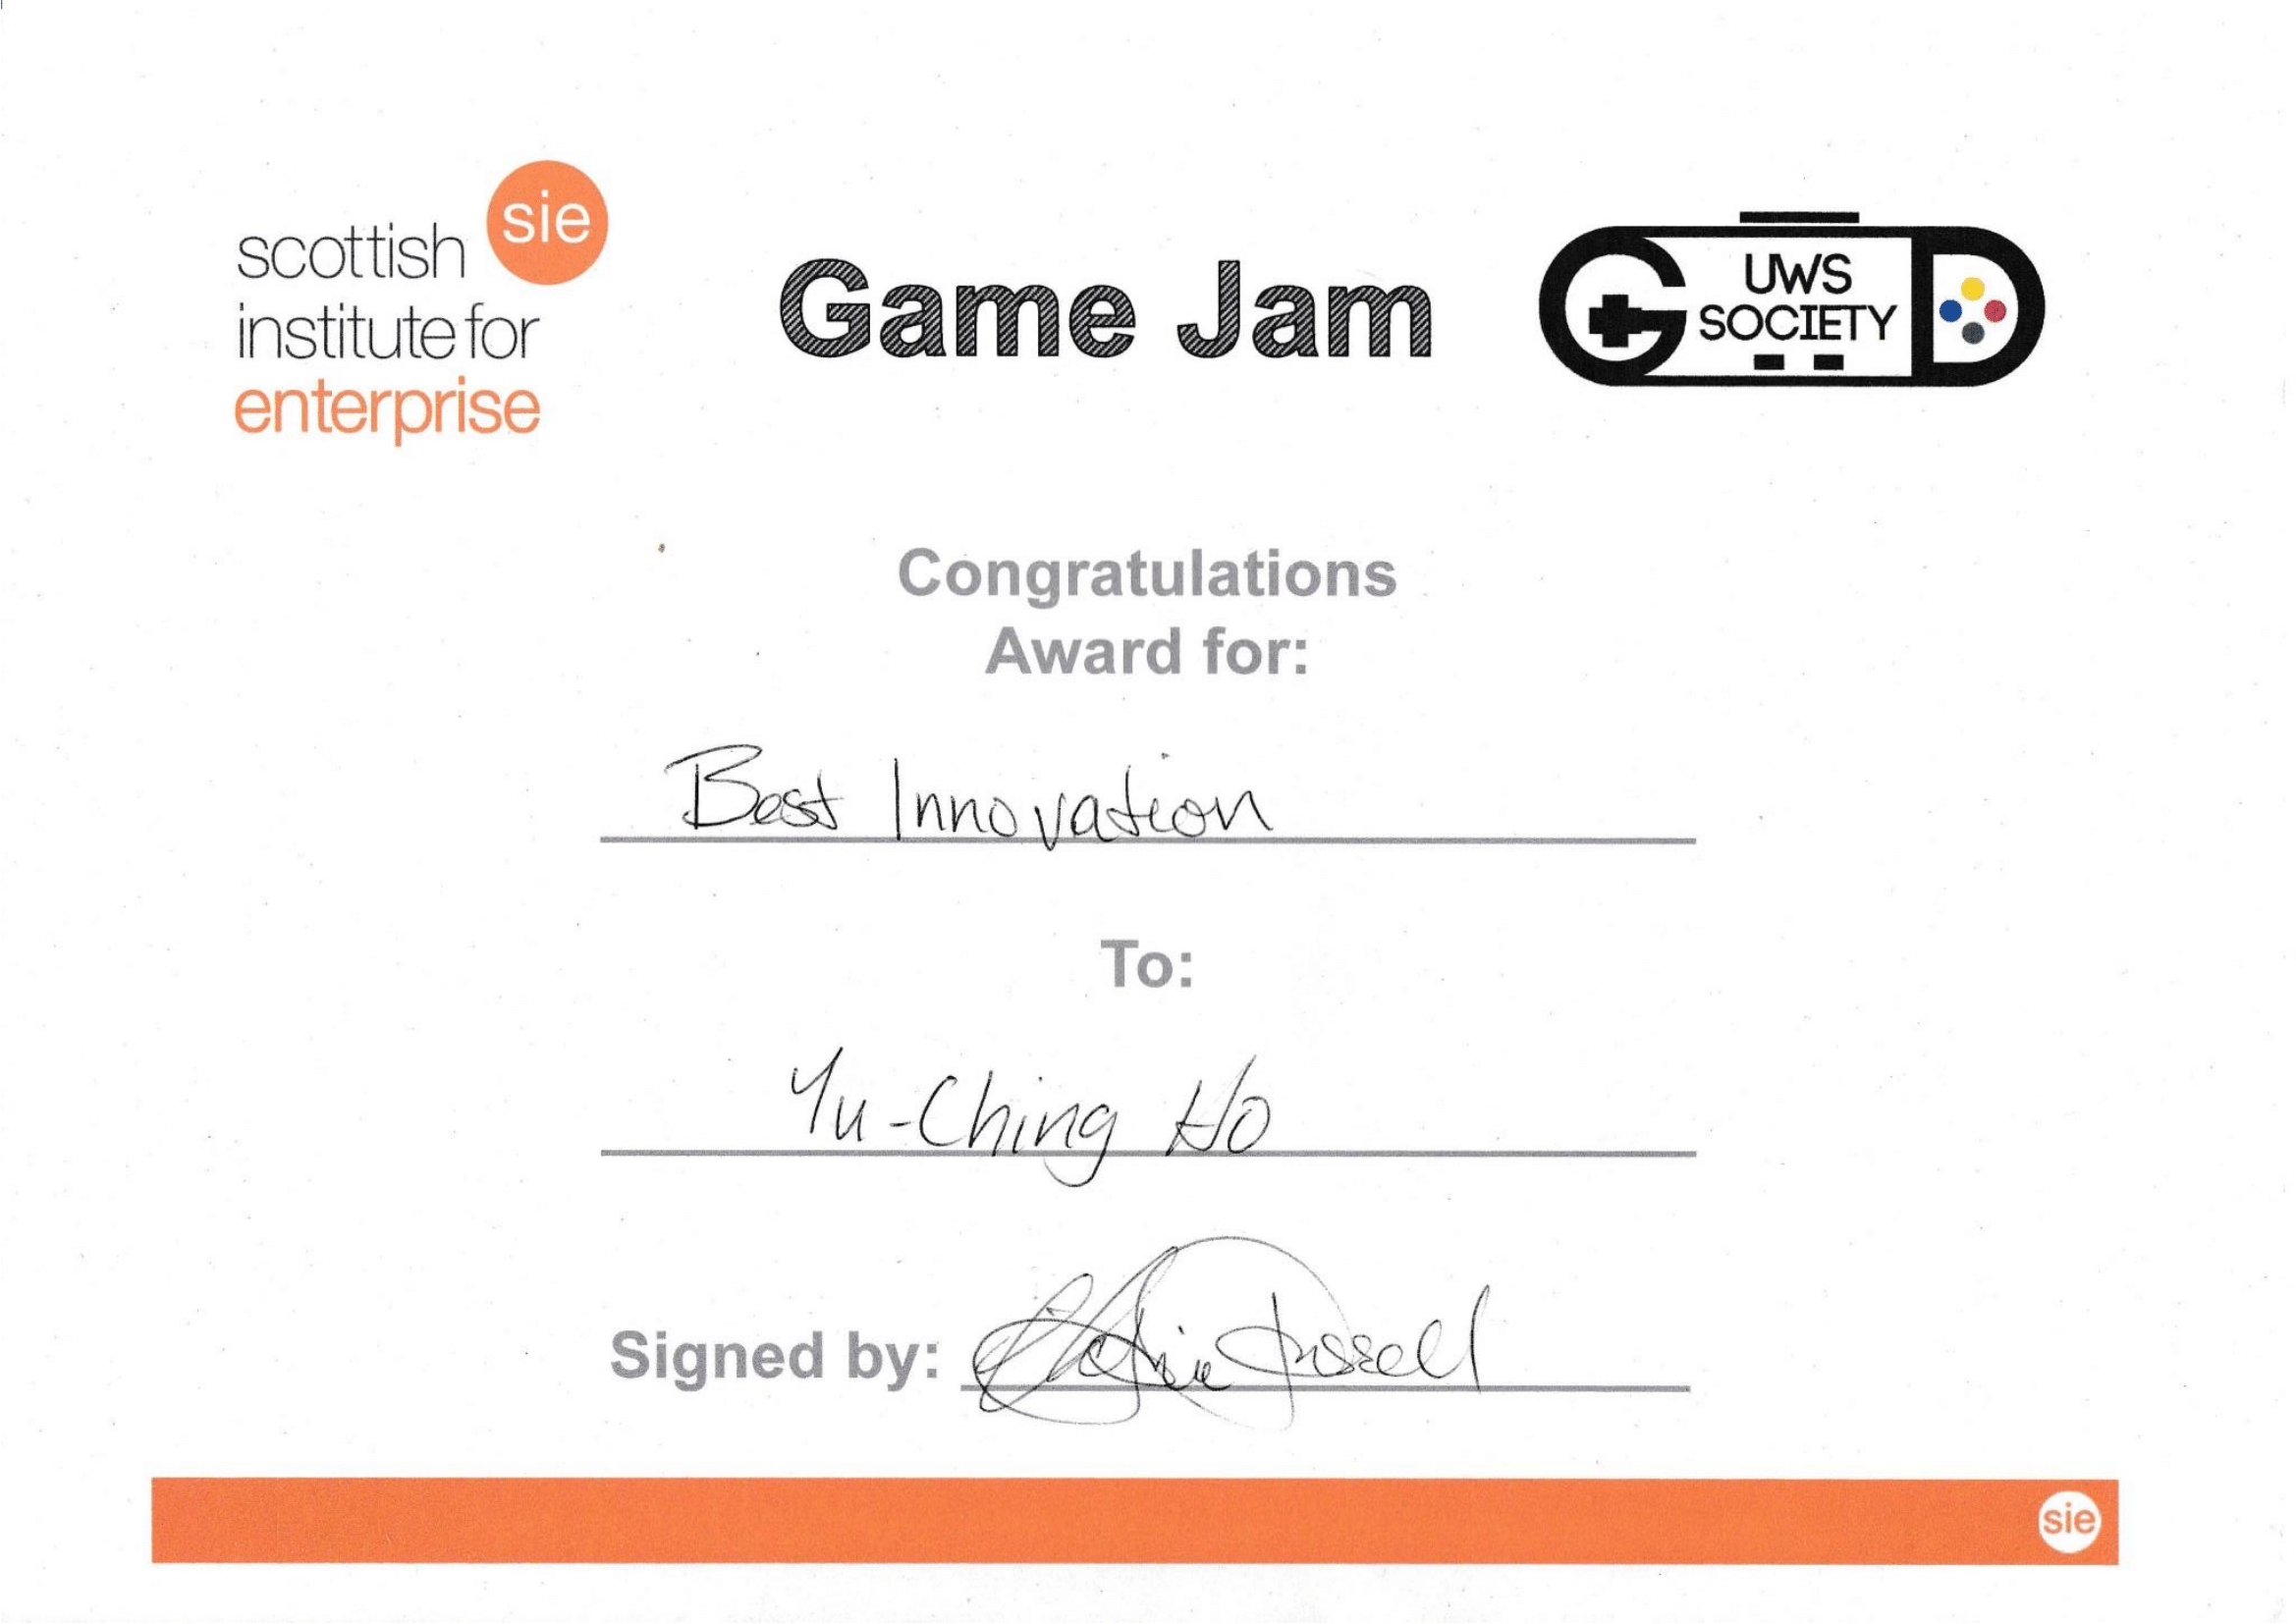 scottish
institute for
enterprise
sie
Game Jam
UWS
SOCIETY
Congratulations
Award for:
Best Innovation
To:
Yu-Ching Ho
Signed by:
sie